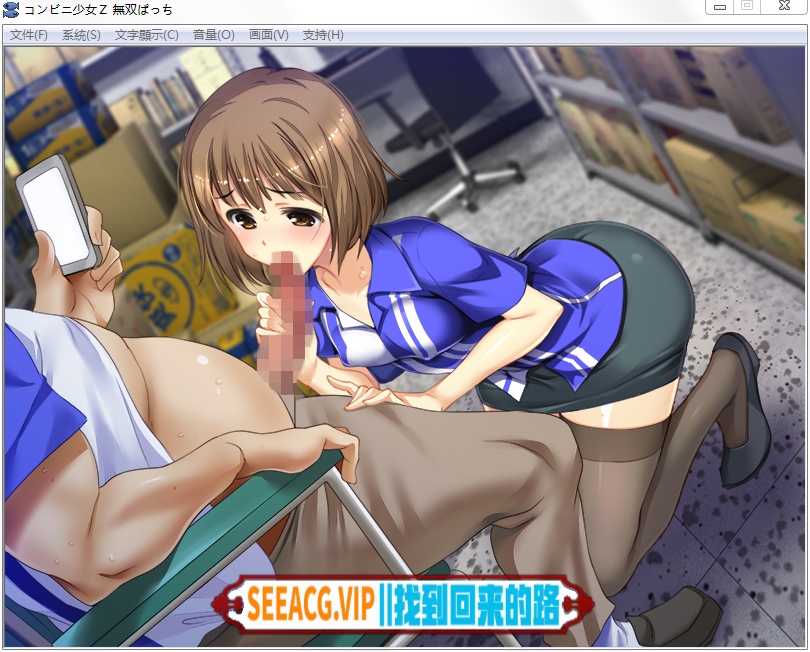 コンビニ少女Z 無双ぱっち
文件(F) 系統(S) 文字顯示(C) 音量(O) 画面(V) 支持(H)
SEEACG.VIP||找到回来的路